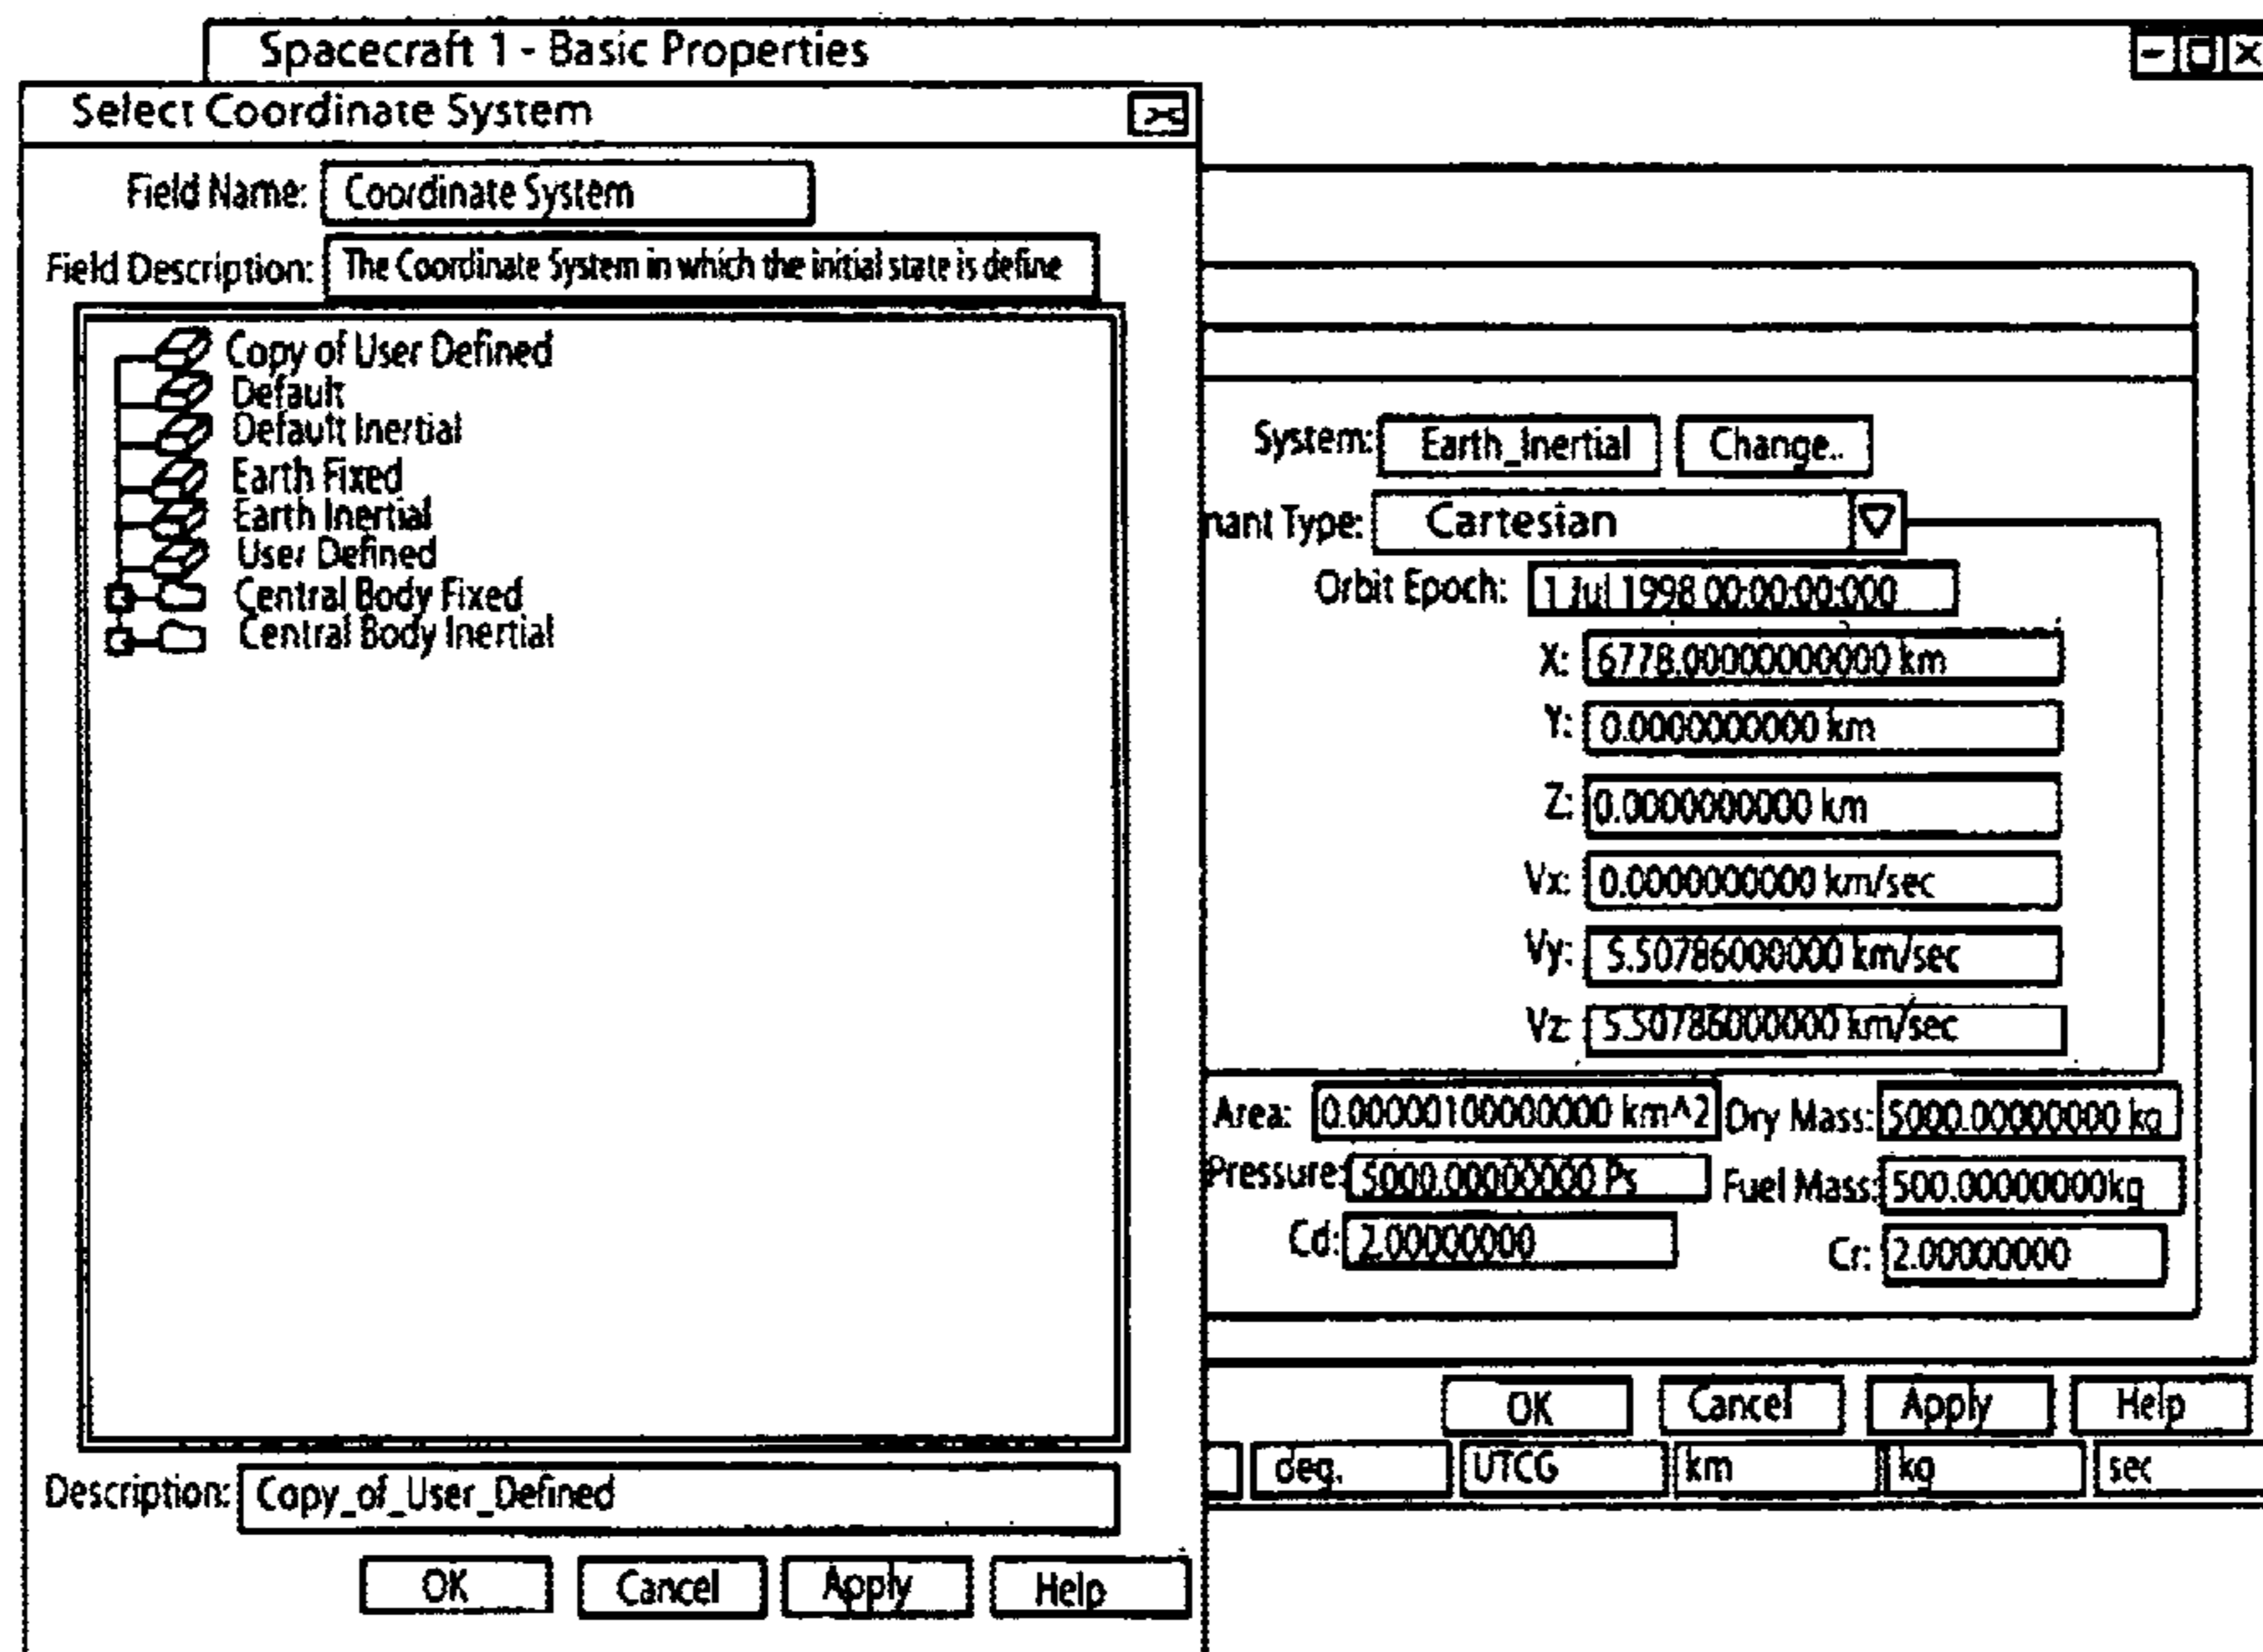 Spacecraft 1 - Basic Properties
Select Coordinate System
Field Name: Coordinate System
Field Description: The Coordinate System in which the initial state is define
Copy of User Defined
Default
Default Inertial
Earth Fixed
Earth Inertial
User Defined
Central Body Fixed
Central Body Inertial
Description: Copy_of_User_Defined
OK Cancel Apply Help
System: Earth_Inertial Change..
nant Type: Cartesian
Orbit Epoch: 1 Jul 1998 00:00:00:000
X: 6778.00000000000 km
Y: 0.0000000000 km
Z: 0.0000000000 km
Vx: 0.0000000000 km/sec
Vy: 5.50786000000 km/sec
Vz: 5.50786000000 km/sec
Area: 0.00000100000000 km^2 Dry Mass: 5000.00000000 kg
Pressure: 5000.00000000 Ps Fuel Mass: 500.00000000kg
Cd: 2.00000000 Cr: 2.00000000
OK Cancel Apply Help
deg. UTCG km kg sec